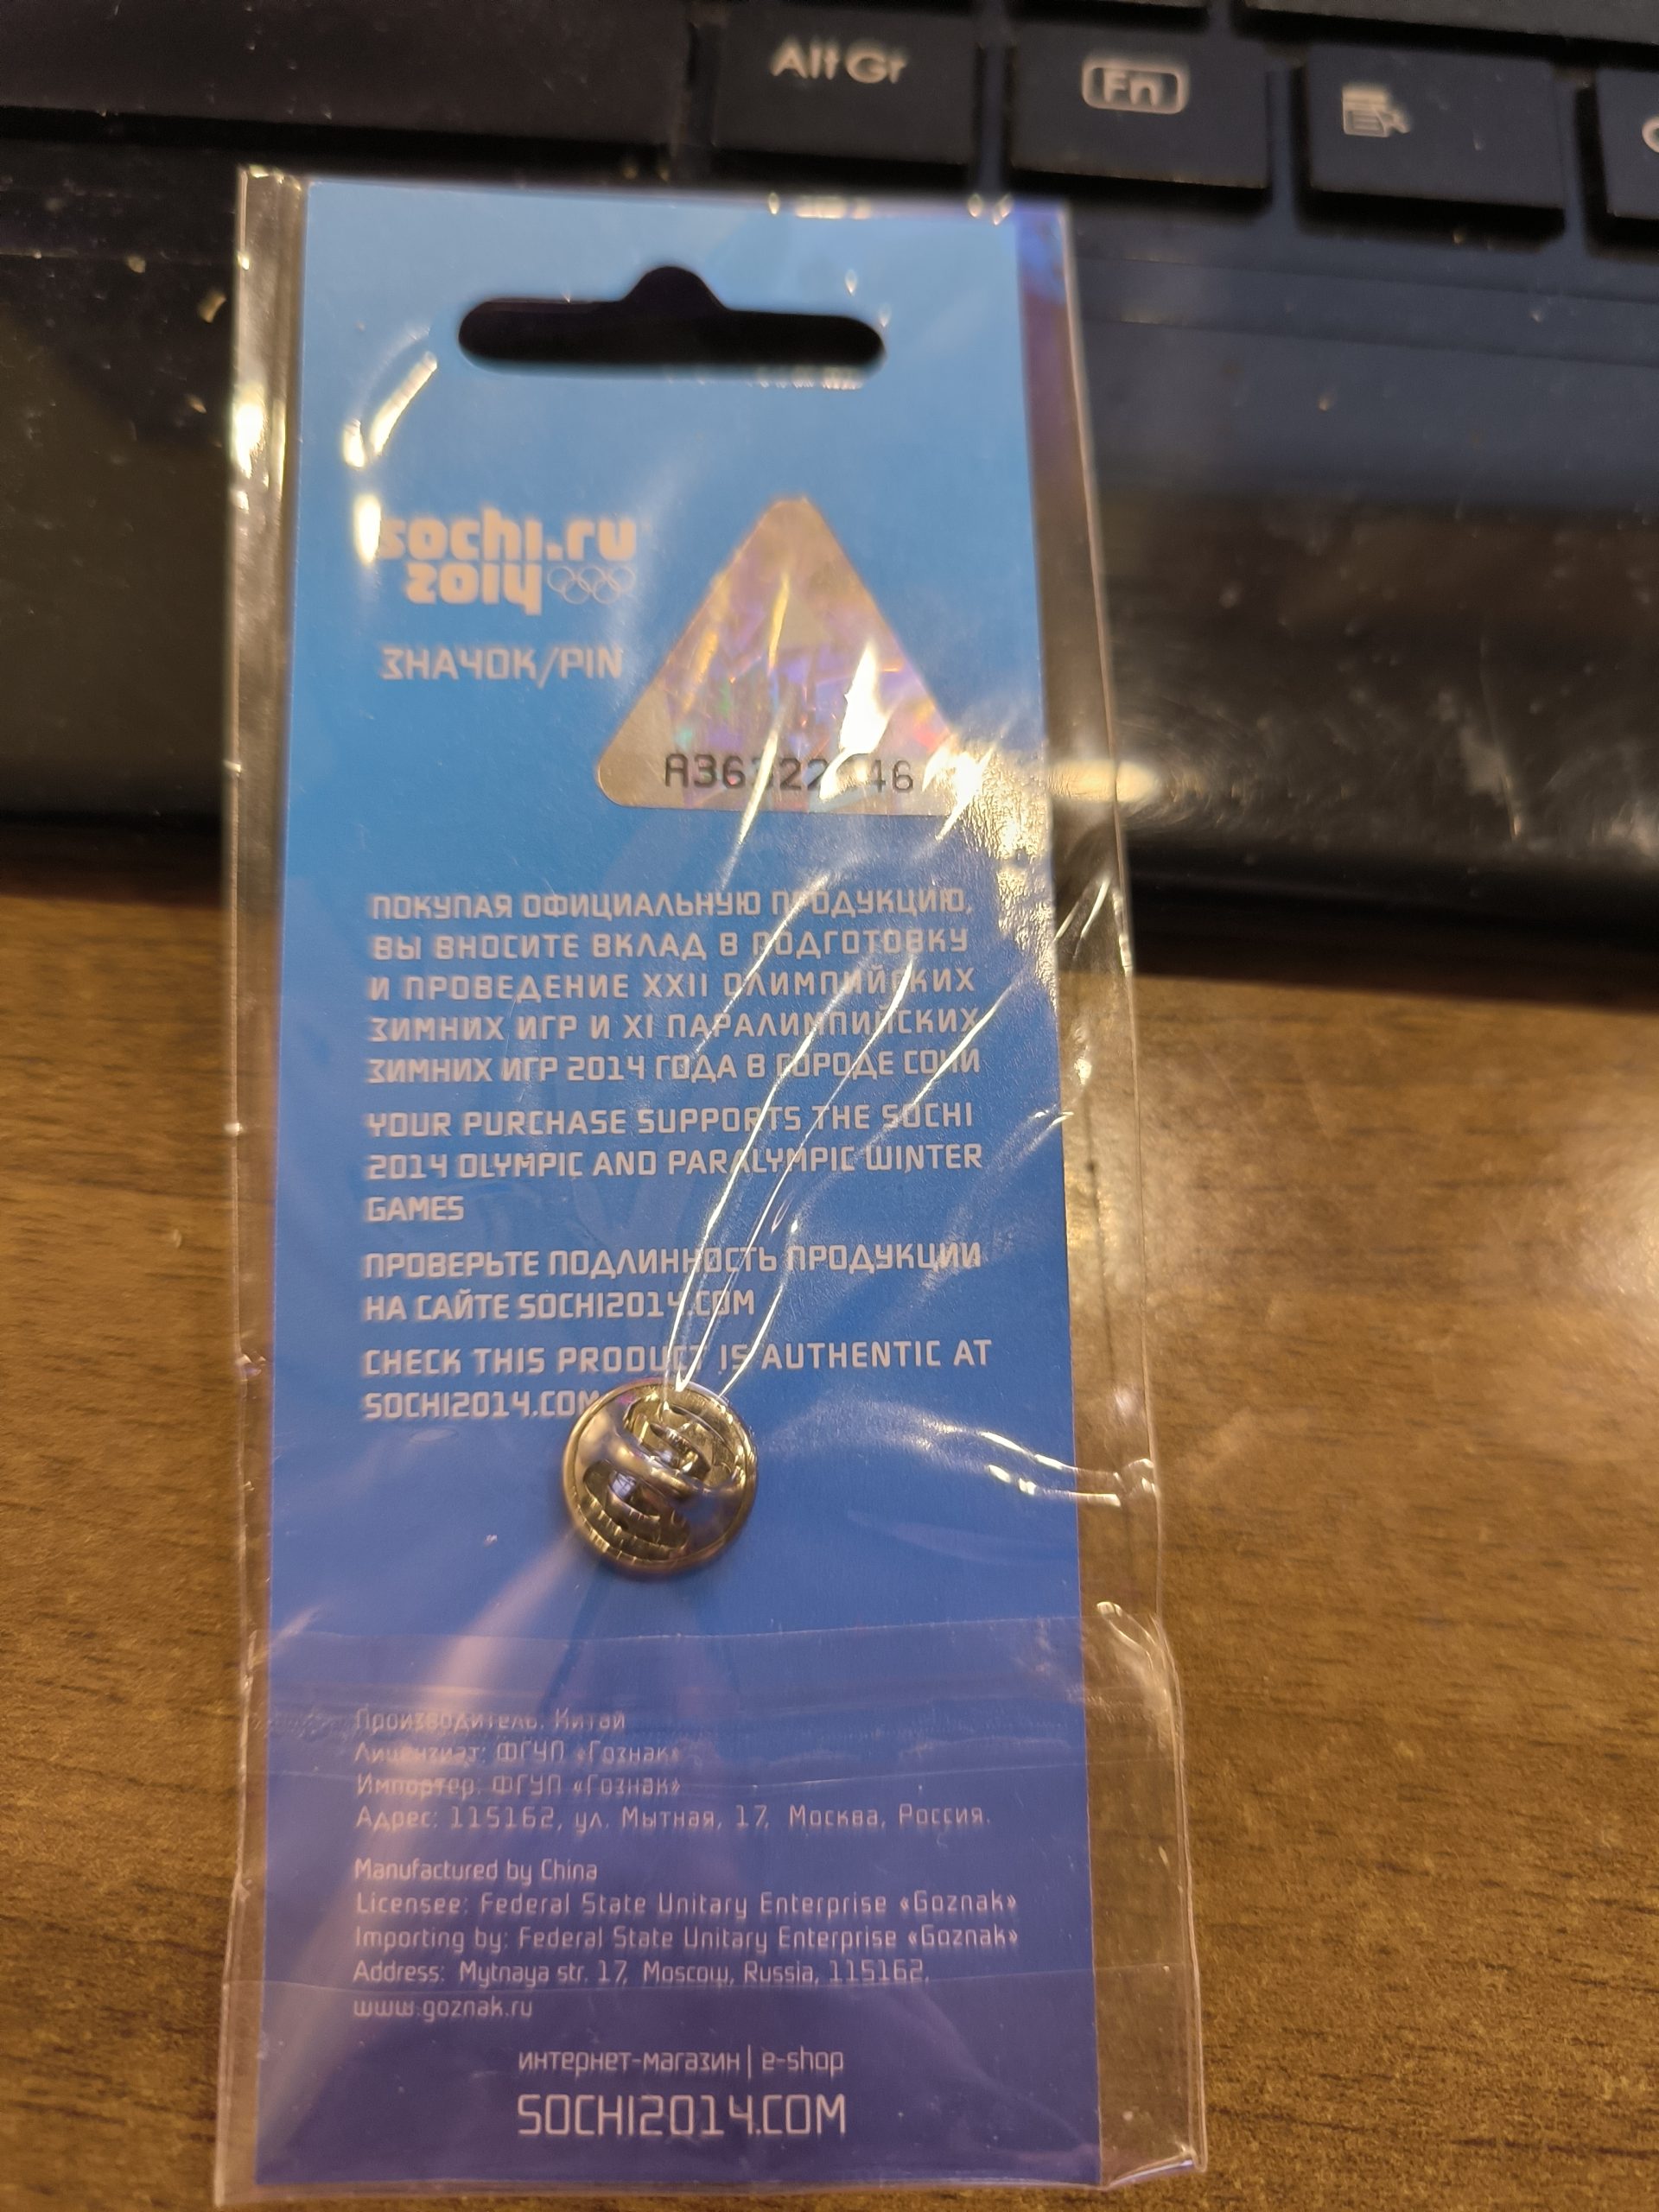 Alt Gr
Fn
sochi.ru
2014
ЗНАЧОК/PIN
ПОКУПАЯ ОФИЦИАЛЬНУЮ ПРОДУКЦИЮ,
ВЫ ВНОСИТЕ ВКЛАД В ПОДГОТОВКУ
И ПРОВЕДЕНИЕ XXII ОЛИМПИЙСКИХ
ЗИМНИХ ИГР И XI ПАРАЛИМПИЙСКИХ
ЗИМНИХ ИГР 2014 ГОДА В ГОРОДЕ СОЧИ
YOUR PURCHASE SUPPORTS THE SOCHI
2014 OLYMPIC AND PARALYMPIC WINTER
GAMES
ПРОВЕРЬТЕ ПОДЛИННОСТЬ ПРОДУКЦИИ
НА САЙТЕ SOCHI2014.COM
CHECK THIS PRODUCT IS AUTHENTIC AT
SOCHI2014.COM
Производитель: Китай
Лицензиат: ФГУП «Гознак»
Импортер: ФГУП «Гознак»
Адрес: 115162, ул. Мытная, 17, Москва, Россия.
Manufactured by China
Licensee: Federal State Unitary Enterprise «Goznak»
Importing by: Federal State Unitary Enterprise «Goznak»
Address: Mytnaya str. 17, Moscow, Russia, 115162.
www.goznak.ru
интернет-магазин | e-shop
SOCHI2014.COM